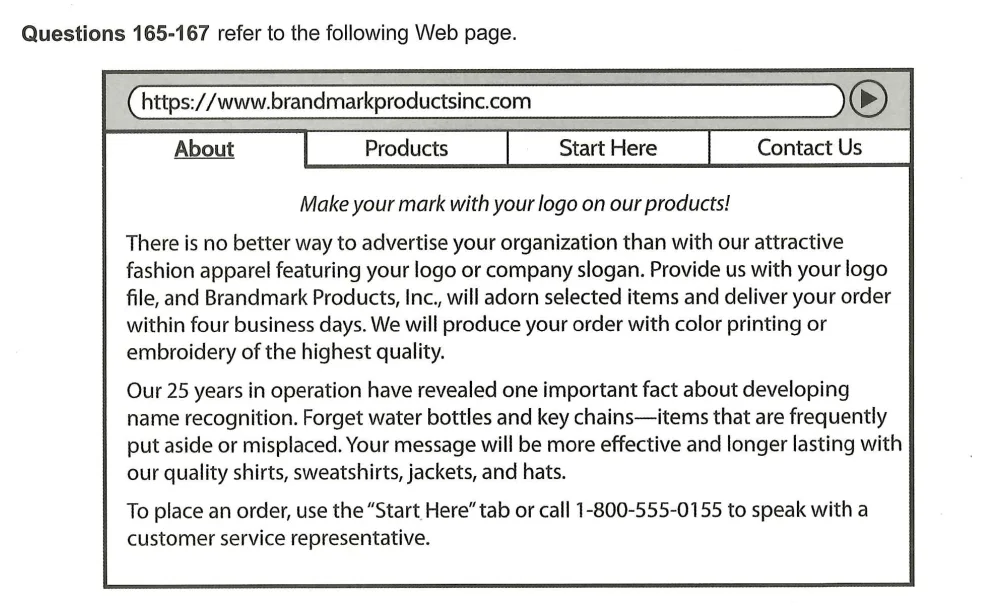 Questions 165-167 refer to the following Web page.
https://www.brandmarkproductsinc.com
About Products Start Here Contact Us
Make your mark with your logo on our products!
There is no better way to advertise your organization than with our attractive
fashion apparel featuring your logo or company slogan. Provide us with your logo
file, and Brandmark Products, Inc., will adorn selected items and deliver your order
within four business days. We will produce your order with color printing or
embroidery of the highest quality.
Our 25 years in operation have revealed one important fact about developing
name recognition. Forget water bottles and key chains—items that are frequently
put aside or misplaced. Your message will be more effective and longer lasting with
our quality shirts, sweatshirts, jackets, and hats.
To place an order, use the “Start Here” tab or call 1-800-555-0155 to speak with a
customer service representative.